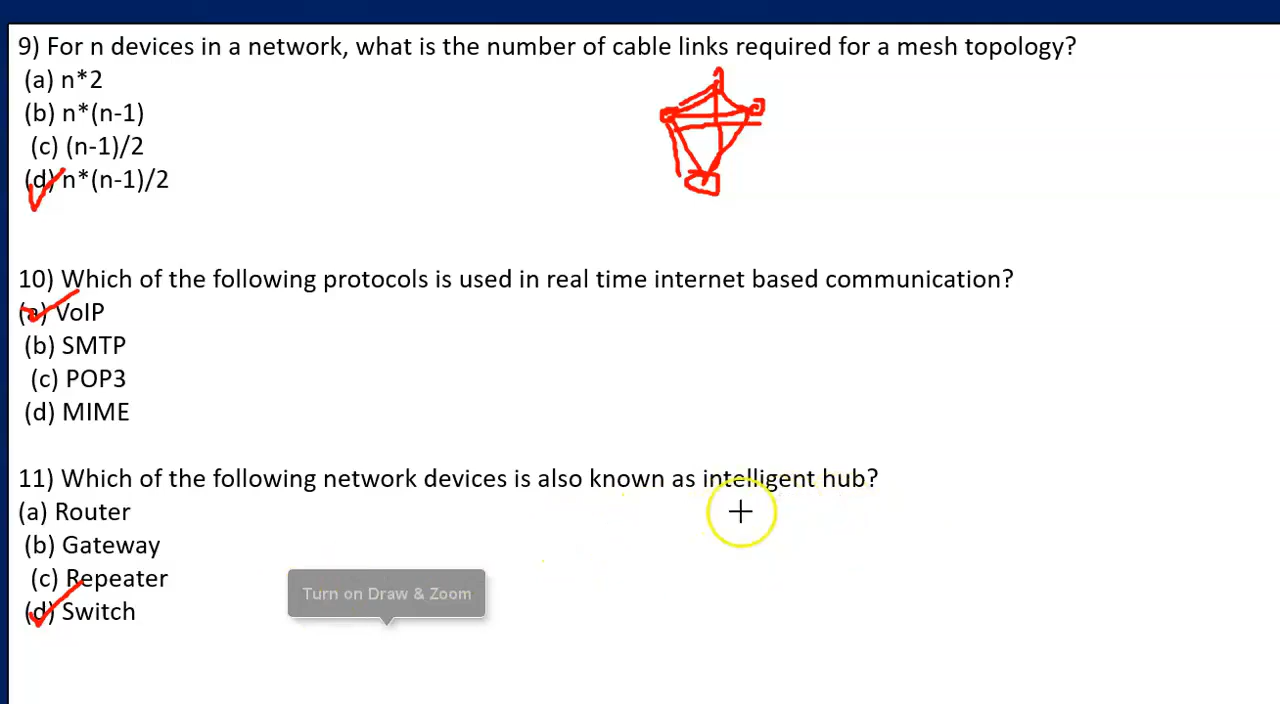 9) For n devices in a network, what is the number of cable links required for a mesh topology?
(a) n*2
(b) n*(n-1)
(c) (n-1)/2
(d) n*(n-1)/2
10) Which of the following protocols is used in real time internet based communication?
(a) VoIP
(b) SMTP
(c) POP3
(d) MIME
11) Which of the following network devices is also known as intelligent hub?
(a) Router
(b) Gateway
(c) Repeater
Turn on Draw & Zoom
(d) Switch